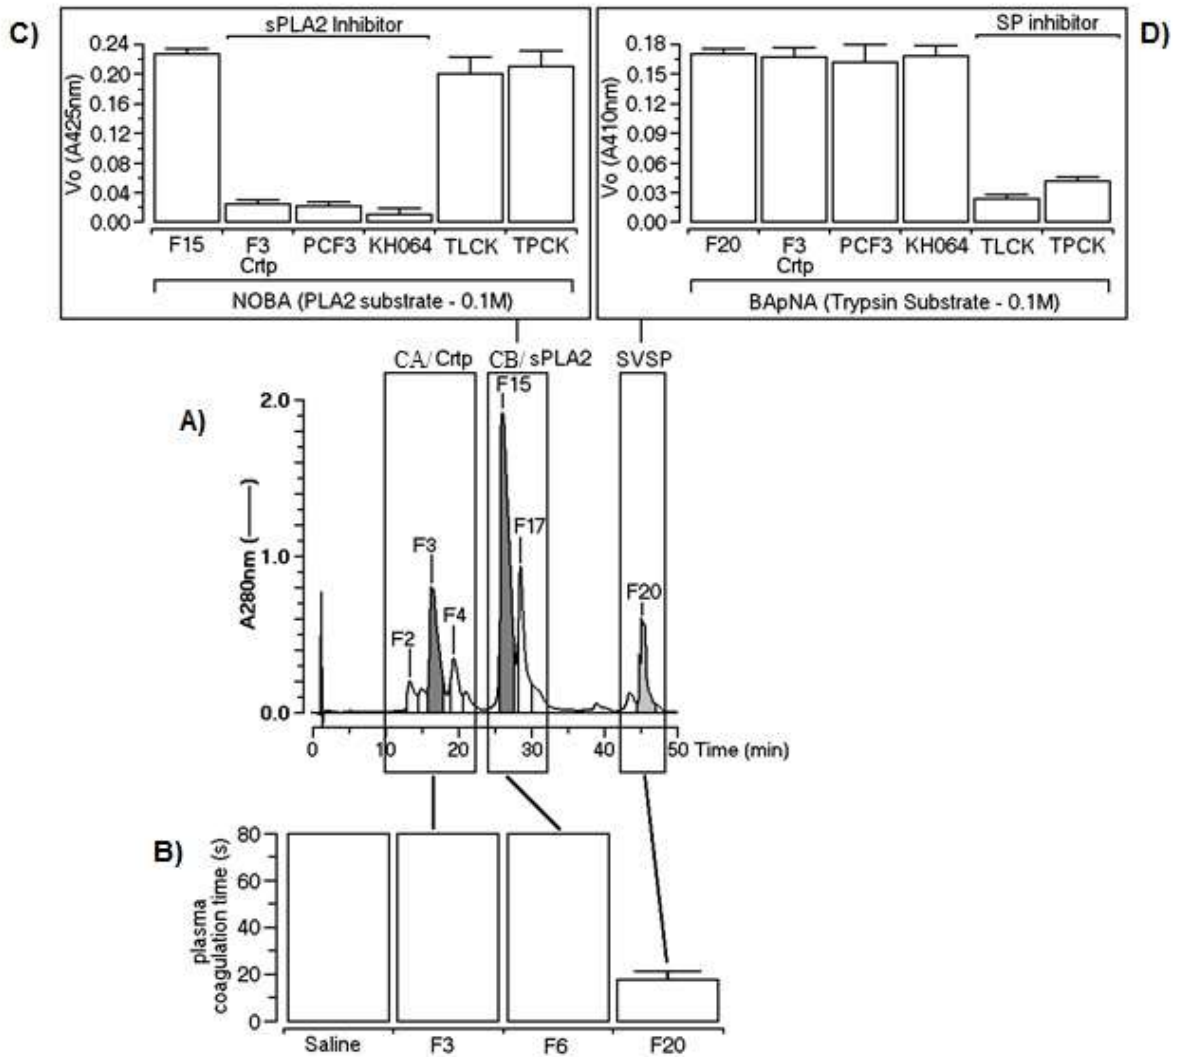 C)
sPLA2 Inhibitor
Vo (A425nm)
0.24
0.20
0.16
0.12
0.08
0.04
0.00
F15 F3 PCF3 KH064 TLCK TPCK
Crtp
NOBA (PLA2 substrate - 0.1M)
D)
SP inhibitor
Vo (A410nm)
0.18
0.15
0.12
0.09
0.06
0.03
0.00
F20 F3 PCF3 KH064 TLCK TPCK
Crtp
BApNA (Trypsin Substrate - 0.1M)
A)
CA/ Crtp CB/ sPLA2 SVSP
A280nm (——)
2.0
1.0
0.0
F2
F3
F4
F15
F17
F20
0 10 20 30 40 50 Time (min)
B)
plasma
coagulation time (s)
80
60
40
20
0
Saline F3 F6 F20